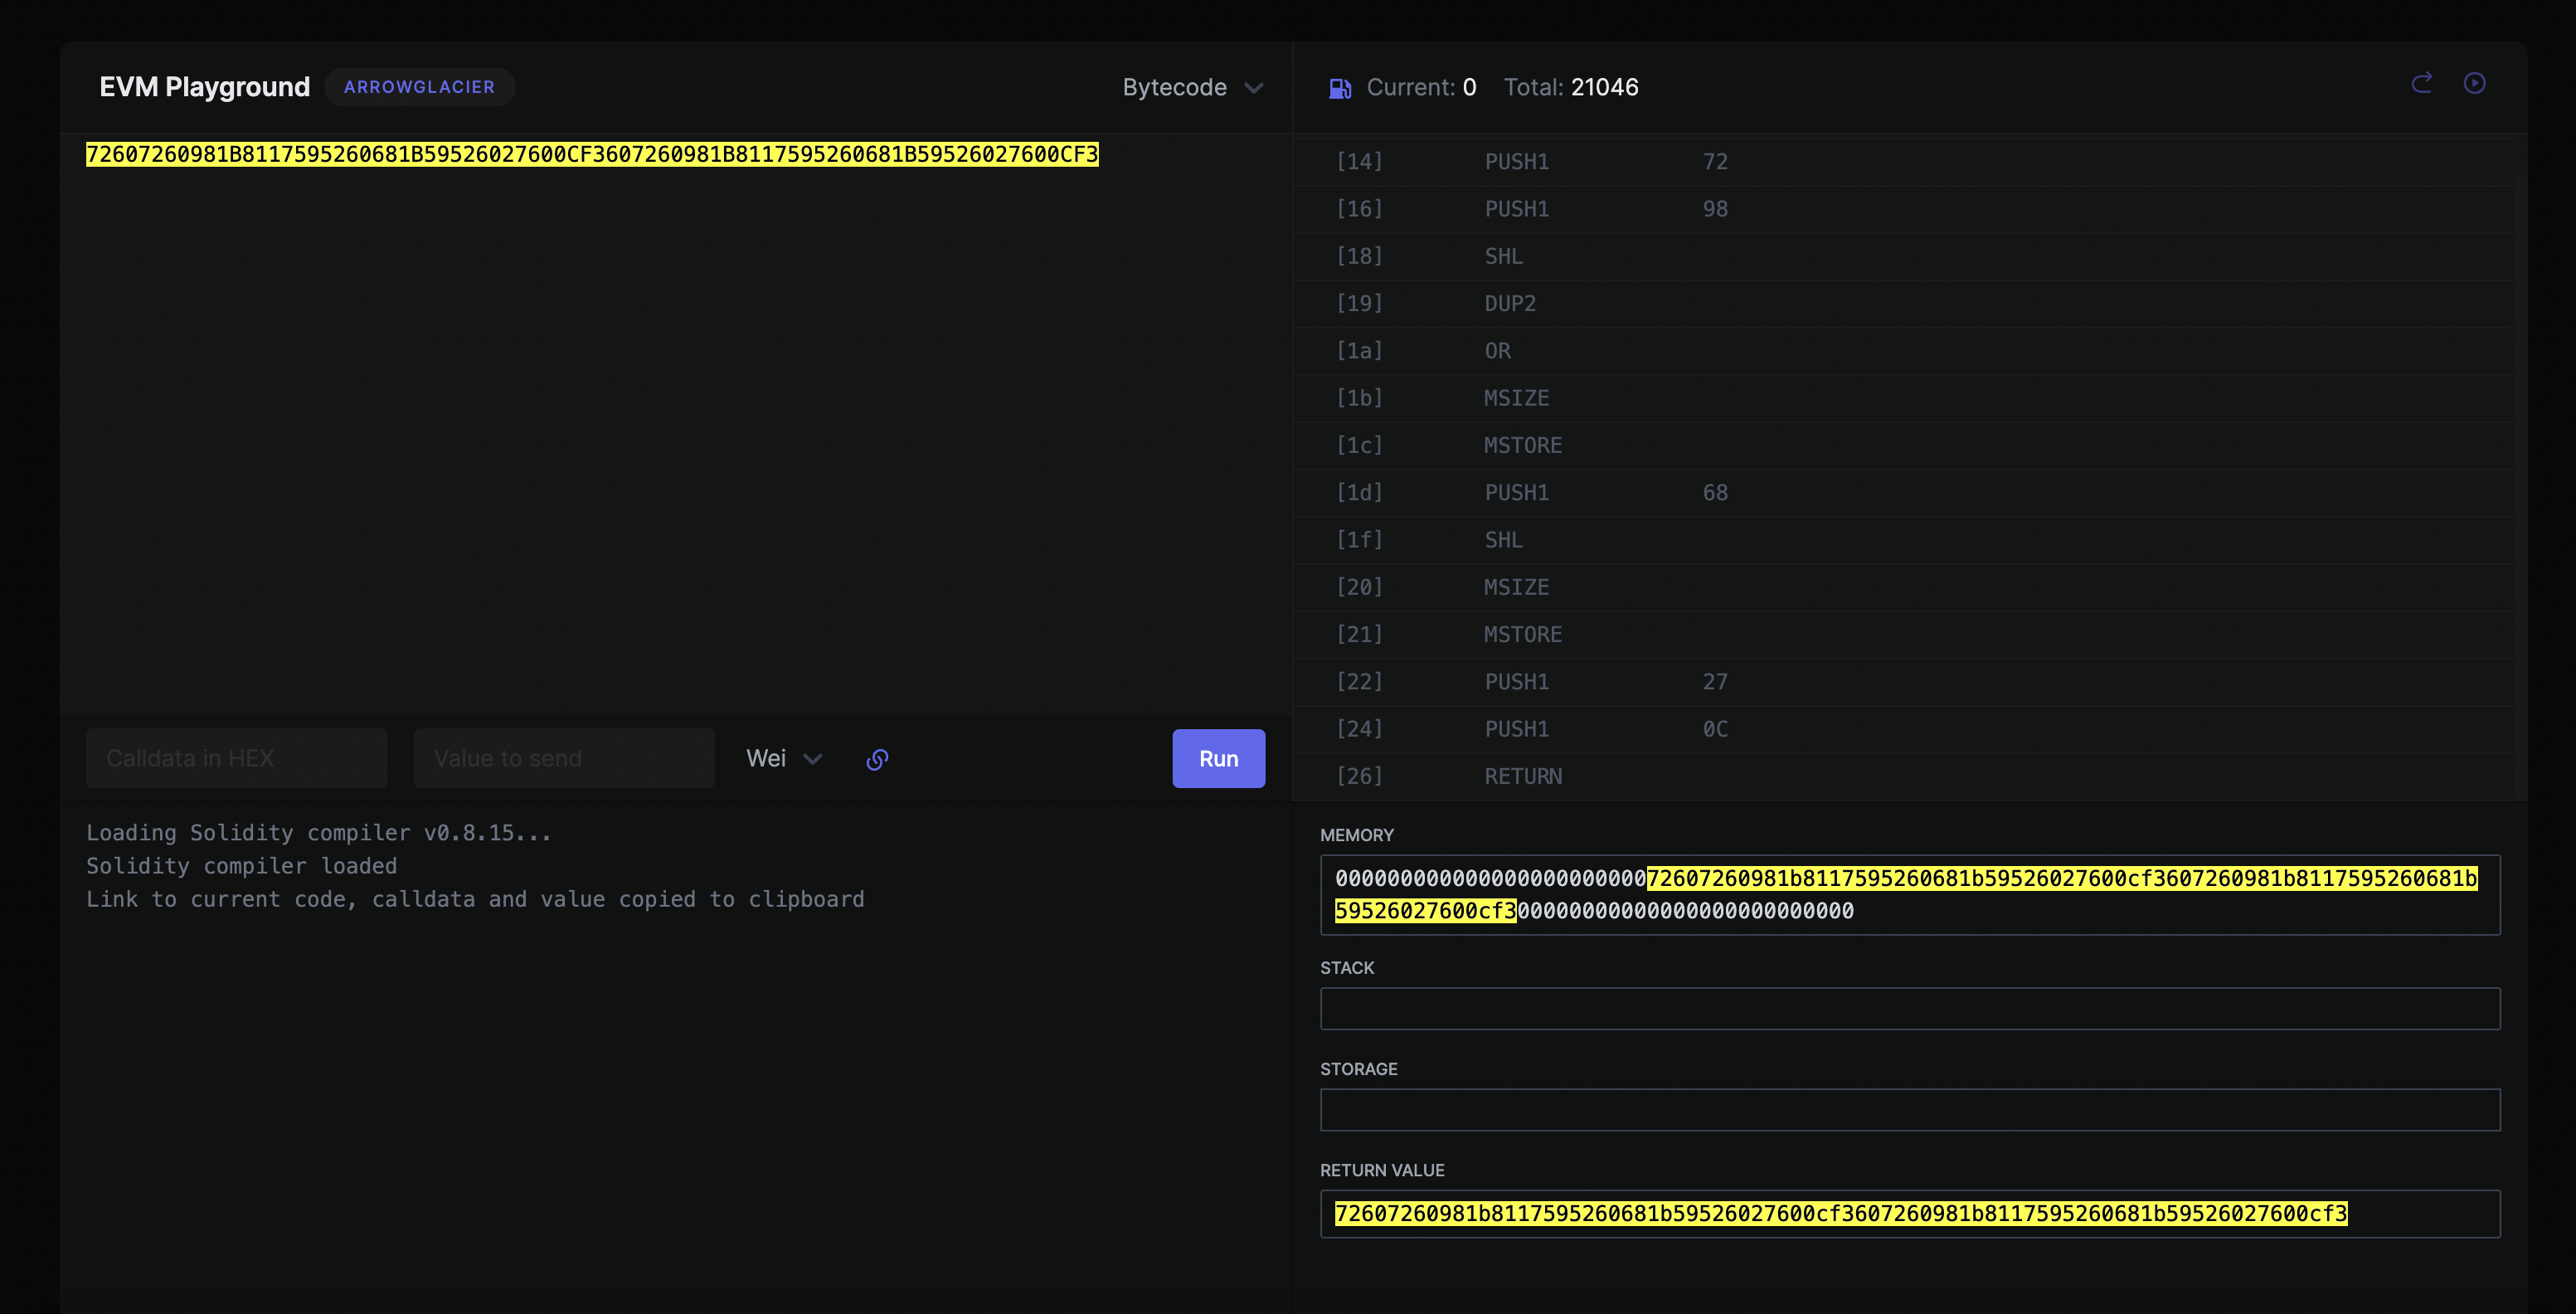 EVM Playground ARROWGLACIER Bytecode
72607260981B8117595260681B59526027600CF3607260981B8117595260681B59526027600CF3
Calldata in HEX Value to send Wei Run
Loading Solidity compiler v0.8.15...
Solidity compiler loaded
Link to current code, calldata and value copied to clipboard
Current: 0 Total: 21046
[14] PUSH1 72
[16] PUSH1 98
[18] SHL
[19] DUP2
[1a] OR
[1b] MSIZE
[1c] MSTORE
[1d] PUSH1 68
[1f] SHL
[20] MSIZE
[21] MSTORE
[22] PUSH1 27
[24] PUSH1 0C
[26] RETURN
MEMORY
00000000000000000000000072607260981b8117595260681b59526027600cf3607260981b8117595260681b
59526027600cf300000000000000000000000000
STACK
STORAGE
RETURN VALUE
72607260981b8117595260681b59526027600cf3607260981b8117595260681b59526027600cf3